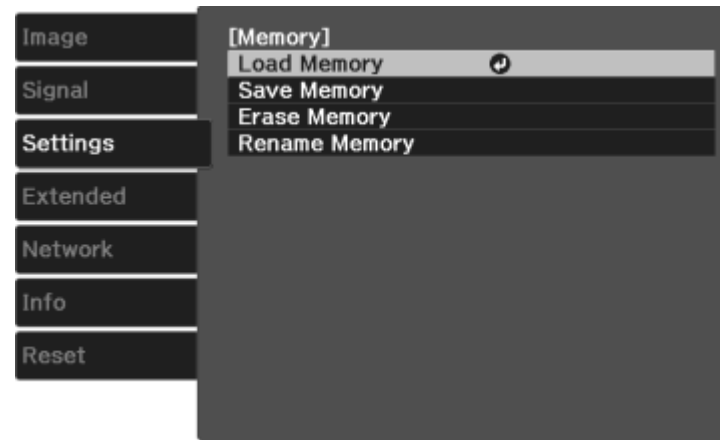 Image
Signal
Settings
Extended
Network
Info
Reset
[Memory]
Load Memory
Save Memory
Erase Memory
Rename Memory